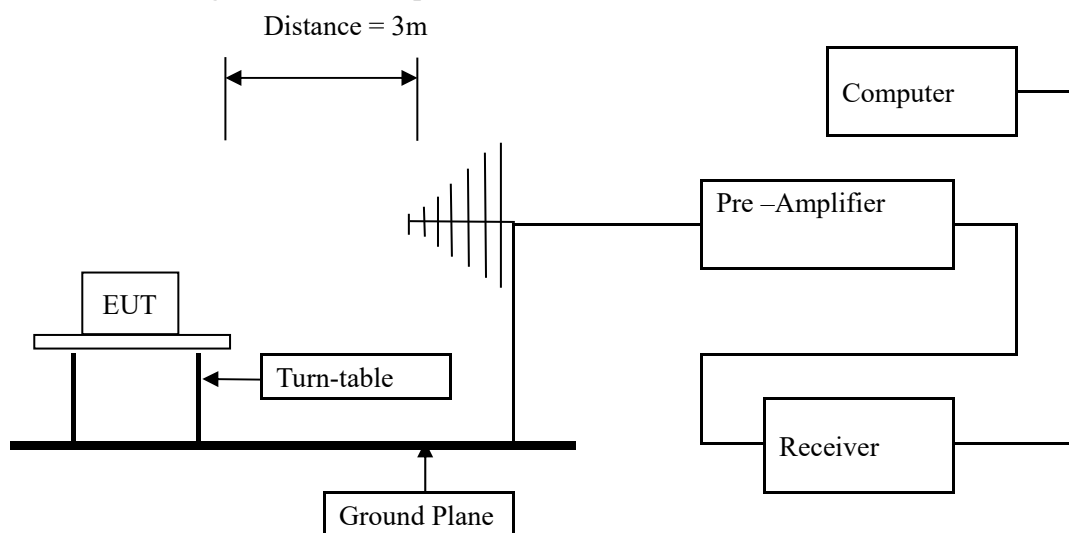 Distance = 3m
Computer
Pre –Amplifier
EUT
Turn-table
Receiver
Ground Plane